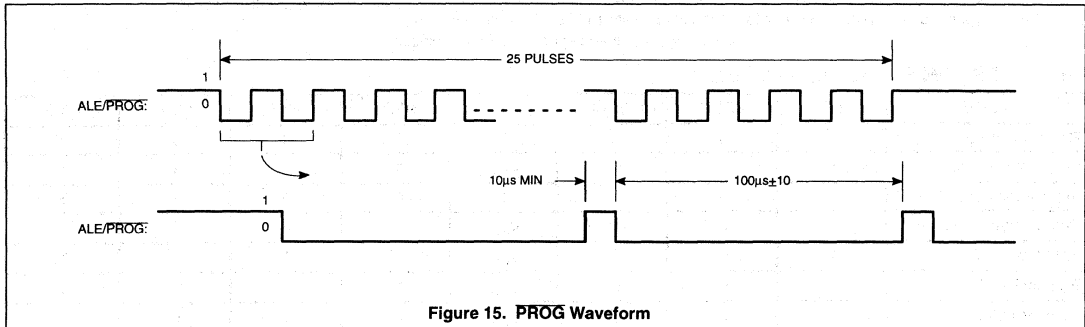 25 PULSES
1
ALE/PROG:
0
10μs MIN
100μs±10
1
ALE/PROG:
0
Figure 15. PROG Waveform